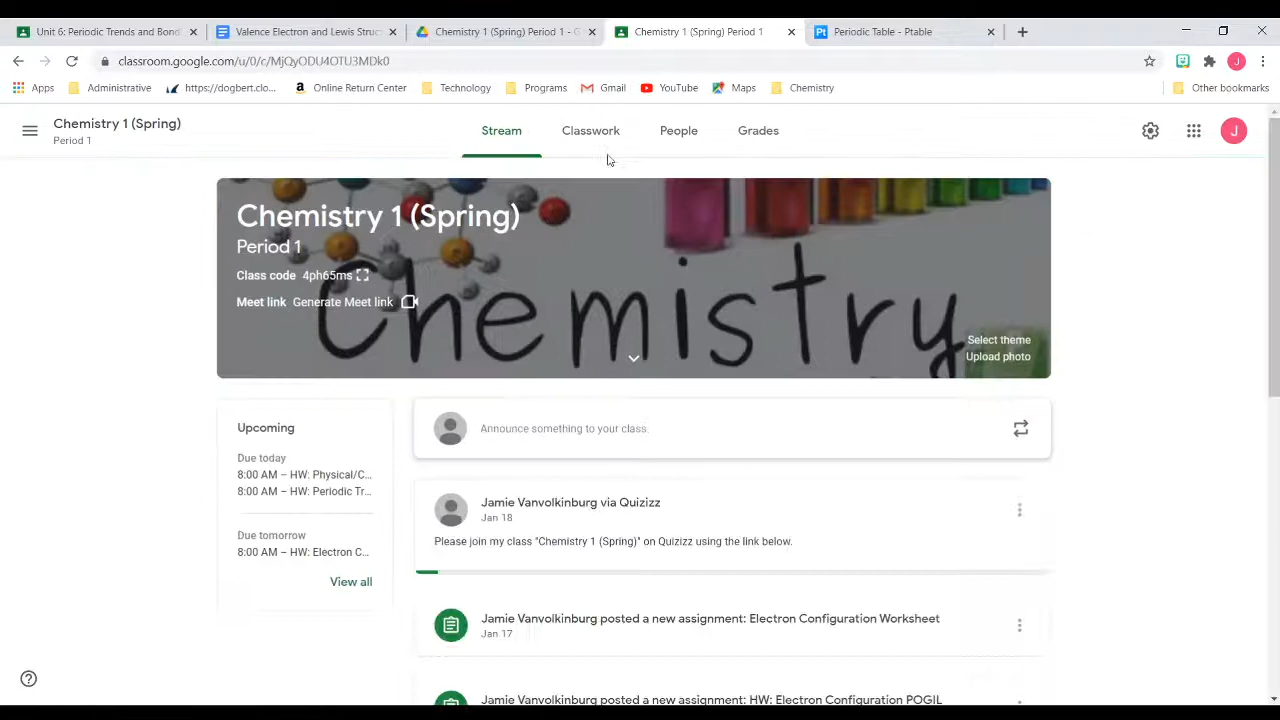 Unit 6: Periodic Trands and Bond
Valence Electron and Lewis Struc
Chemistry 1 (Spring) Period 1 - G
Chemistry 1 (Spring) Period 1
Pt
Periodic Table - Ptable
classroom.google.com/u/0/c/MjQyODU4OTU3MDk0
J
Apps
Administrative
https://dogbert.clo...
a
Online Return Center
Technology
Programs
Gmail
YouTube
Maps
Chemistry
Other bookmarks
Chemistry 1 (Spring)
Period 1
Stream
Classwork
People
Grades
J
Chemistry 1 (Spring)
Period 1
Class code 4ph65ms
Meet link Generate Meet link
Chemistry
Select theme
Upload photo
Upcoming
Due today
8:00 AM – HW: Physical/C...
8:00 AM – HW: Periodic Tr...
Due tomorrow
8:00 AM – HW: Electron C...
View all
Announce something to your class.
Jamie Vanvolkinburg via Quizizz
Jan 18
Please join my class "Chemistry 1 (Spring)" on Quizizz using the link below.
Jamie Vanvolkinburg posted a new assignment: Electron Configuration Worksheet
Jan 17
Jamie Vanvolkinburg posted a new assignment: HW: Electron Configuration POGIL